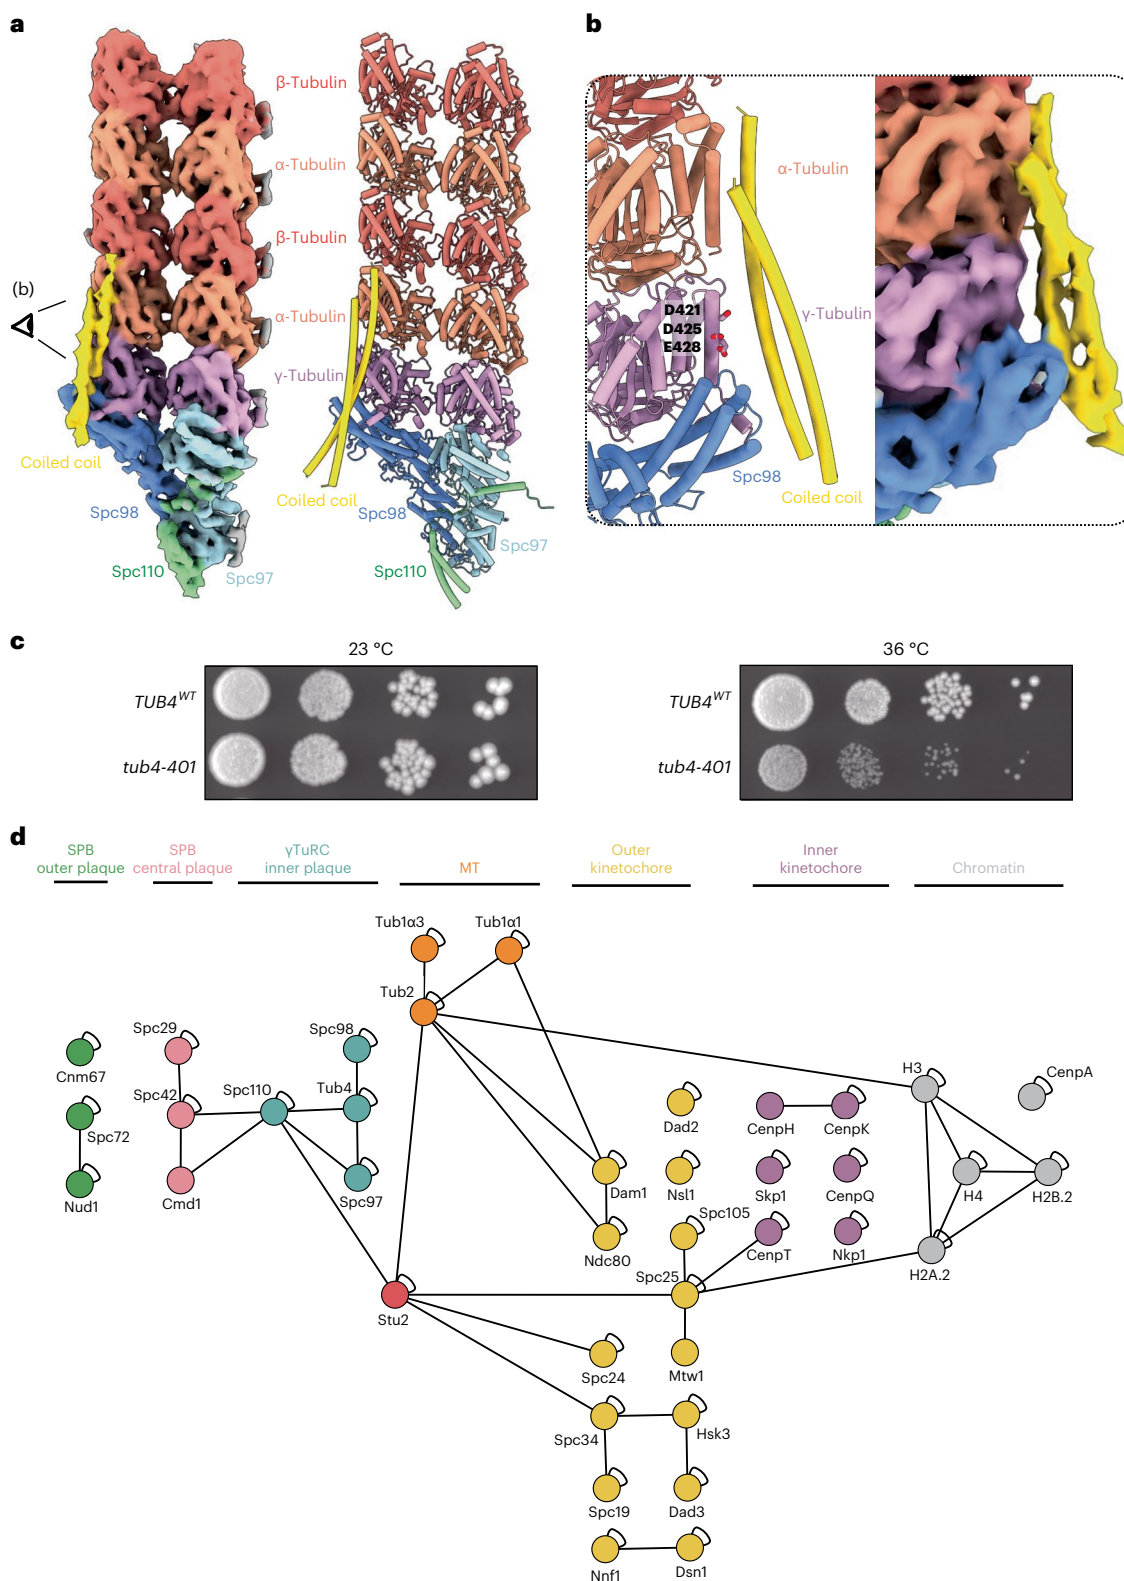 a
b
(b)
β-Tubulin
α-Tubulin
β-Tubulin
α-Tubulin
γ-Tubulin
Coiled coil
Spc98
Spc110
Spc97
Coiled coil
Spc98
Spc97
Spc110
α-Tubulin
D421
γ-Tubulin
D425
E428
Spc98
Coiled coil
c
23 °C
36 °C
TUB4WT
tub4-401
TUB4WT
tub4-401
d
SPB
outer plaque
SPB
central plaque
γTuRC
inner plaque
MT
Outer
kinetochore
Inner
kinetochore
Chromatin
Tub1α3
Tub1α1
Tub2
Spc29
Spc98
Cnm67
Spc42
Spc110
Tub4
H3
CenpA
Spc72
Dad2
CenpH
CenpK
Nud1
Cmd1
Spc97
Dam1
Nsl1
Skp1
CenpQ
H4
H2B.2
Spc105
Ndc80
CenpT
Nkp1
Spc25
H2A.2
Stu2
Spc24
Mtw1
Spc34
Hsk3
Spc19
Dad3
Nnf1
Dsn1